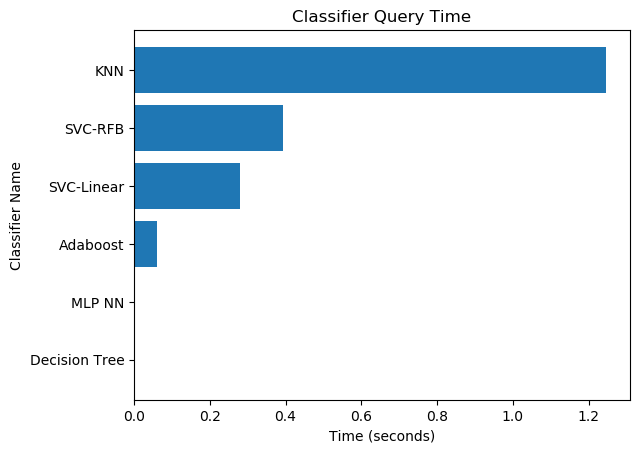 Classifier Query Time
Classifier Name
KNN
SVC-RFB
SVC-Linear
Adaboost
MLP NN
Decision Tree
0.0 0.2 0.4 0.6 0.8 1.0 1.2
Time (seconds)